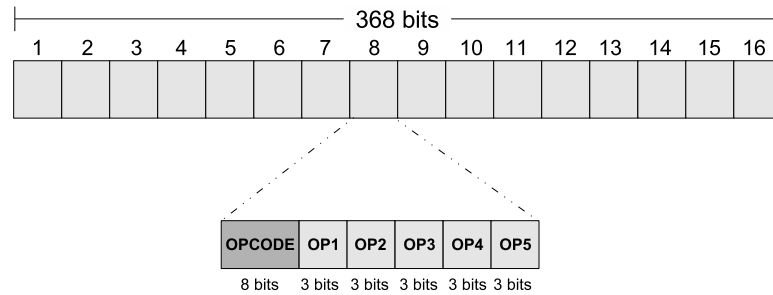 368 bits
1 2 3 4 5 6 7 8 9 10 11 12 13 14 15 16
OPCODE OP1 OP2 OP3 OP4 OP5
8 bits 3 bits 3 bits 3 bits 3 bits 3 bits